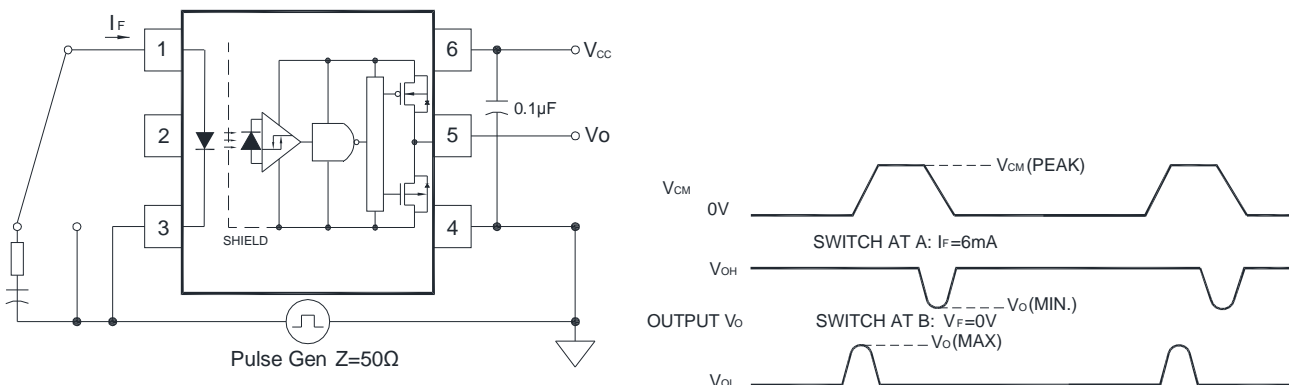 IF
1
2
3
6
5
4
VCC
0.1µF
Vo
SHIELD
Pulse Gen Z=50Ω
VCM
VCM(PEAK)
0V
SWITCH AT A: IF=6mA
VOH
VO(MIN.)
OUTPUT VO
SWITCH AT B: VF=0V
VO(MAX)
VOL